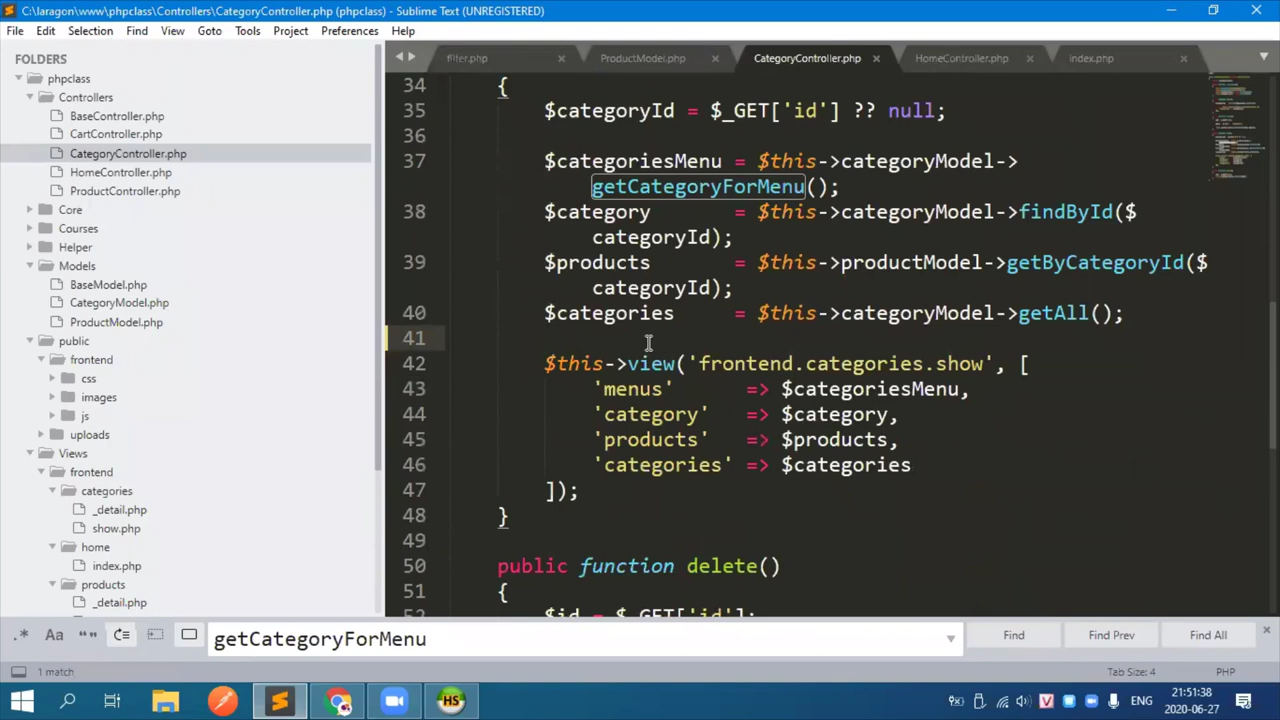 C:\laragon\www\phpclass\Controllers\CategoryController.php (phpclass) - Sublime Text (UNREGISTERED)
File Edit Selection Find View Goto Tools Project Preferences Help
FOLDERS
phpclass
Controllers
BaseController.php
CartController.php
CategoryController.php
HomeController.php
ProductController.php
Core
Courses
Helper
Models
BaseModel.php
CategoryModel.php
ProductModel.php
public
frontend
css
images
js
uploads
Views
frontend
categories
_detail.php
show.php
home
index.php
products
_detail.php
filter.php ProductModel.php CategoryController.php HomeController.php index.php
34 {
35 $categoryId = $_GET['id'] ?? null;
36
37 $categoriesMenu = $this->categoryModel->
getCategoryForMenu();
38 $category = $this->categoryModel->findById($
categoryId);
39 $products = $this->productModel->getByCategoryId($
categoryId);
40 $categories = $this->categoryModel->getAll();
41
42 $this->view('frontend.categories.show', [
43 'menus' => $categoriesMenu,
44 'category' => $category,
45 'products' => $products,
46 'categories' => $categories
47 ]);
48 }
49
50 public function delete()
51 {
52 $id = $_GET['id'];
.* Aa “” getCategoryForMenu Find Find Prev Find All
1 match Tab Size: 4 PHP
HS V ENG 21:51:38
2020-06-27